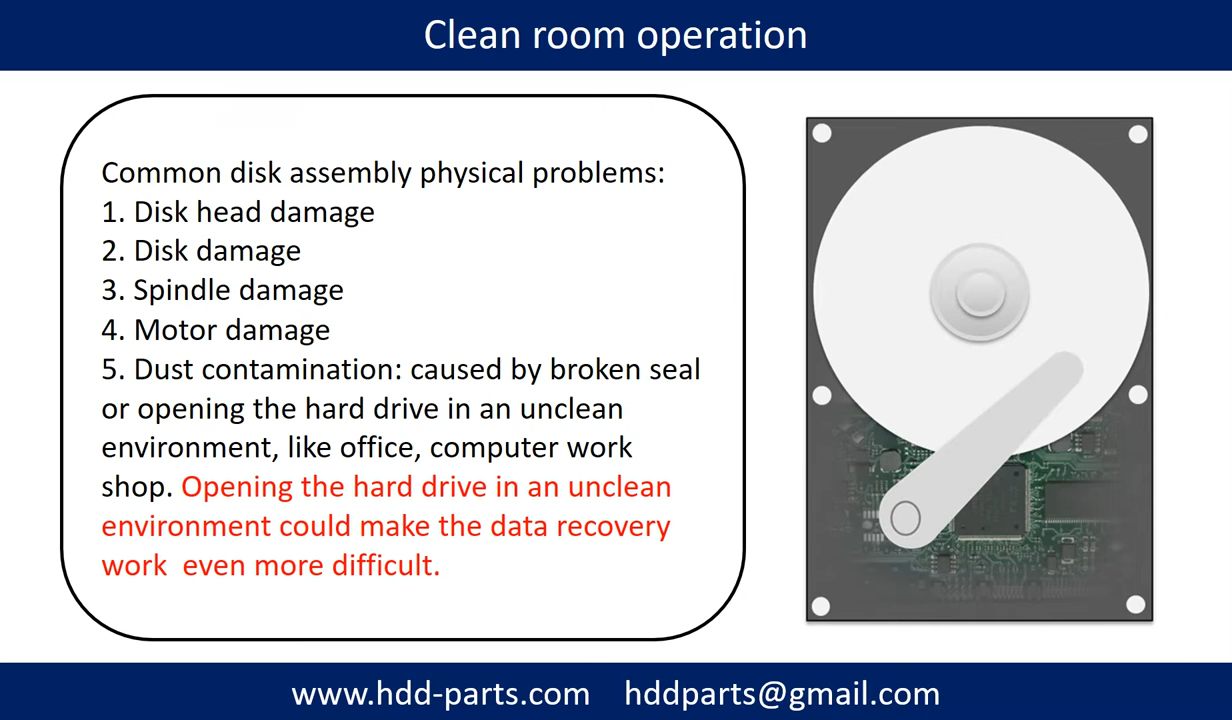 Clean room operation
Common disk assembly physical problems:
1. Disk head damage
2. Disk damage
3. Spindle damage
4. Motor damage
5. Dust contamination: caused by broken seal
or opening the hard drive in an unclean
environment, like office, computer work
shop. Opening the hard drive in an unclean
environment could make the data recovery
work  even more difficult.
www.hdd-parts.com    hddparts@gmail.com